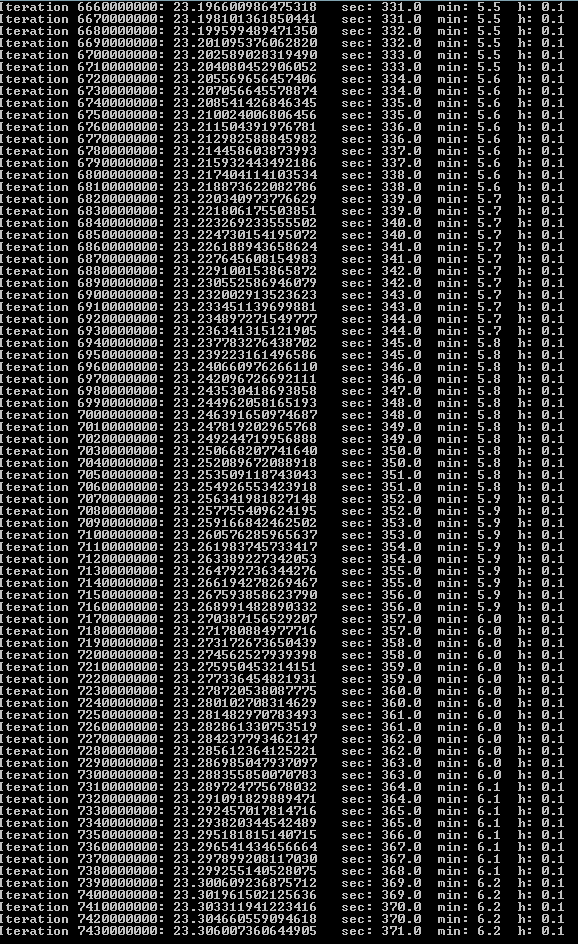 Iteration 6660000000: 23.196600986475318   sec: 331.0  min: 5.5  h: 0.1
Iteration 6670000000: 23.198101361850441   sec: 331.0  min: 5.5  h: 0.1
Iteration 6680000000: 23.199599489471350   sec: 332.0  min: 5.5  h: 0.1
Iteration 6690000000: 23.201095376062820   sec: 332.0  min: 5.5  h: 0.1
Iteration 6700000000: 23.202589028319490   sec: 333.0  min: 5.5  h: 0.1
Iteration 6710000000: 23.204080452906052   sec: 333.0  min: 5.5  h: 0.1
Iteration 6720000000: 23.205569656457406   sec: 334.0  min: 5.6  h: 0.1
Iteration 6730000000: 23.207056645578874   sec: 334.0  min: 5.6  h: 0.1
Iteration 6740000000: 23.208541426846345   sec: 335.0  min: 5.6  h: 0.1
Iteration 6750000000: 23.210024006806456   sec: 335.0  min: 5.6  h: 0.1
Iteration 6760000000: 23.211504391976781   sec: 336.0  min: 5.6  h: 0.1
Iteration 6770000000: 23.212982588845982   sec: 336.0  min: 5.6  h: 0.1
Iteration 6780000000: 23.214458603873993   sec: 337.0  min: 5.6  h: 0.1
Iteration 6790000000: 23.215932443492186   sec: 337.0  min: 5.6  h: 0.1
Iteration 6800000000: 23.217404114103534   sec: 338.0  min: 5.6  h: 0.1
Iteration 6810000000: 23.218873622082786   sec: 338.0  min: 5.6  h: 0.1
Iteration 6820000000: 23.220340973776629   sec: 339.0  min: 5.7  h: 0.1
Iteration 6830000000: 23.221806175503851   sec: 339.0  min: 5.7  h: 0.1
Iteration 6840000000: 23.223269233555502   sec: 340.0  min: 5.7  h: 0.1
Iteration 6850000000: 23.224730154195072   sec: 340.0  min: 5.7  h: 0.1
Iteration 6860000000: 23.226188943658624   sec: 341.0  min: 5.7  h: 0.1
Iteration 6870000000: 23.227645608154983   sec: 341.0  min: 5.7  h: 0.1
Iteration 6880000000: 23.229100153865872   sec: 342.0  min: 5.7  h: 0.1
Iteration 6890000000: 23.230552586946079   sec: 342.0  min: 5.7  h: 0.1
Iteration 6900000000: 23.232002913523623   sec: 343.0  min: 5.7  h: 0.1
Iteration 6910000000: 23.233451139699881   sec: 343.0  min: 5.7  h: 0.1
Iteration 6920000000: 23.234897271549777   sec: 344.0  min: 5.7  h: 0.1
Iteration 6930000000: 23.236341315121905   sec: 344.0  min: 5.7  h: 0.1
Iteration 6940000000: 23.237783276438702   sec: 345.0  min: 5.8  h: 0.1
Iteration 6950000000: 23.239223161496586   sec: 345.0  min: 5.8  h: 0.1
Iteration 6960000000: 23.240660976266110   sec: 346.0  min: 5.8  h: 0.1
Iteration 6970000000: 23.242096726692111   sec: 346.0  min: 5.8  h: 0.1
Iteration 6980000000: 23.243530418693858   sec: 347.0  min: 5.8  h: 0.1
Iteration 6990000000: 23.244962058165193   sec: 348.0  min: 5.8  h: 0.1
Iteration 7000000000: 23.246391650974687   sec: 348.0  min: 5.8  h: 0.1
Iteration 7010000000: 23.247819202965768   sec: 349.0  min: 5.8  h: 0.1
Iteration 7020000000: 23.249244719956888   sec: 349.0  min: 5.8  h: 0.1
Iteration 7030000000: 23.250668207741640   sec: 350.0  min: 5.8  h: 0.1
Iteration 7040000000: 23.252089672088918   sec: 350.0  min: 5.8  h: 0.1
Iteration 7050000000: 23.253509118743043   sec: 351.0  min: 5.8  h: 0.1
Iteration 7060000000: 23.254926553423918   sec: 351.0  min: 5.8  h: 0.1
Iteration 7070000000: 23.256341981827148   sec: 352.0  min: 5.9  h: 0.1
Iteration 7080000000: 23.257755409624195   sec: 352.0  min: 5.9  h: 0.1
Iteration 7090000000: 23.259166842462502   sec: 353.0  min: 5.9  h: 0.1
Iteration 7100000000: 23.260576285965637   sec: 353.0  min: 5.9  h: 0.1
Iteration 7110000000: 23.261983745733417   sec: 354.0  min: 5.9  h: 0.1
Iteration 7120000000: 23.263389227342053   sec: 354.0  min: 5.9  h: 0.1
Iteration 7130000000: 23.264792736344276   sec: 355.0  min: 5.9  h: 0.1
Iteration 7140000000: 23.266194278269467   sec: 355.0  min: 5.9  h: 0.1
Iteration 7150000000: 23.267593858623790   sec: 356.0  min: 5.9  h: 0.1
Iteration 7160000000: 23.268991482890332   sec: 356.0  min: 5.9  h: 0.1
Iteration 7170000000: 23.270387156529207   sec: 357.0  min: 6.0  h: 0.1
Iteration 7180000000: 23.271780884977716   sec: 357.0  min: 6.0  h: 0.1
Iteration 7190000000: 23.273172673650439   sec: 358.0  min: 6.0  h: 0.1
Iteration 7200000000: 23.274562527939398   sec: 358.0  min: 6.0  h: 0.1
Iteration 7210000000: 23.275950453214151   sec: 359.0  min: 6.0  h: 0.1
Iteration 7220000000: 23.277336454821931   sec: 359.0  min: 6.0  h: 0.1
Iteration 7230000000: 23.278720538087775   sec: 360.0  min: 6.0  h: 0.1
Iteration 7240000000: 23.280102708314629   sec: 360.0  min: 6.0  h: 0.1
Iteration 7250000000: 23.281482970783493   sec: 361.0  min: 6.0  h: 0.1
Iteration 7260000000: 23.282861330753519   sec: 361.0  min: 6.0  h: 0.1
Iteration 7270000000: 23.284237793462147   sec: 362.0  min: 6.0  h: 0.1
Iteration 7280000000: 23.285612364125221   sec: 362.0  min: 6.0  h: 0.1
Iteration 7290000000: 23.286985047937097   sec: 363.0  min: 6.0  h: 0.1
Iteration 7300000000: 23.288355850070783   sec: 363.0  min: 6.0  h: 0.1
Iteration 7310000000: 23.289724775678032   sec: 364.0  min: 6.1  h: 0.1
Iteration 7320000000: 23.291091829889471   sec: 364.0  min: 6.1  h: 0.1
Iteration 7330000000: 23.292457017814716   sec: 365.0  min: 6.1  h: 0.1
Iteration 7340000000: 23.293820344542489   sec: 365.0  min: 6.1  h: 0.1
Iteration 7350000000: 23.295181815140715   sec: 366.0  min: 6.1  h: 0.1
Iteration 7360000000: 23.296541434656664   sec: 367.0  min: 6.1  h: 0.1
Iteration 7370000000: 23.297899208117030   sec: 367.0  min: 6.1  h: 0.1
Iteration 7380000000: 23.299255140528075   sec: 368.0  min: 6.1  h: 0.1
Iteration 7390000000: 23.300609236875712   sec: 369.0  min: 6.2  h: 0.1
Iteration 7400000000: 23.301961502125636   sec: 369.0  min: 6.2  h: 0.1
Iteration 7410000000: 23.303311941223416   sec: 370.0  min: 6.2  h: 0.1
Iteration 7420000000: 23.304660559094618   sec: 370.0  min: 6.2  h: 0.1
Iteration 7430000000: 23.306007360644905   sec: 371.0  min: 6.2  h: 0.1